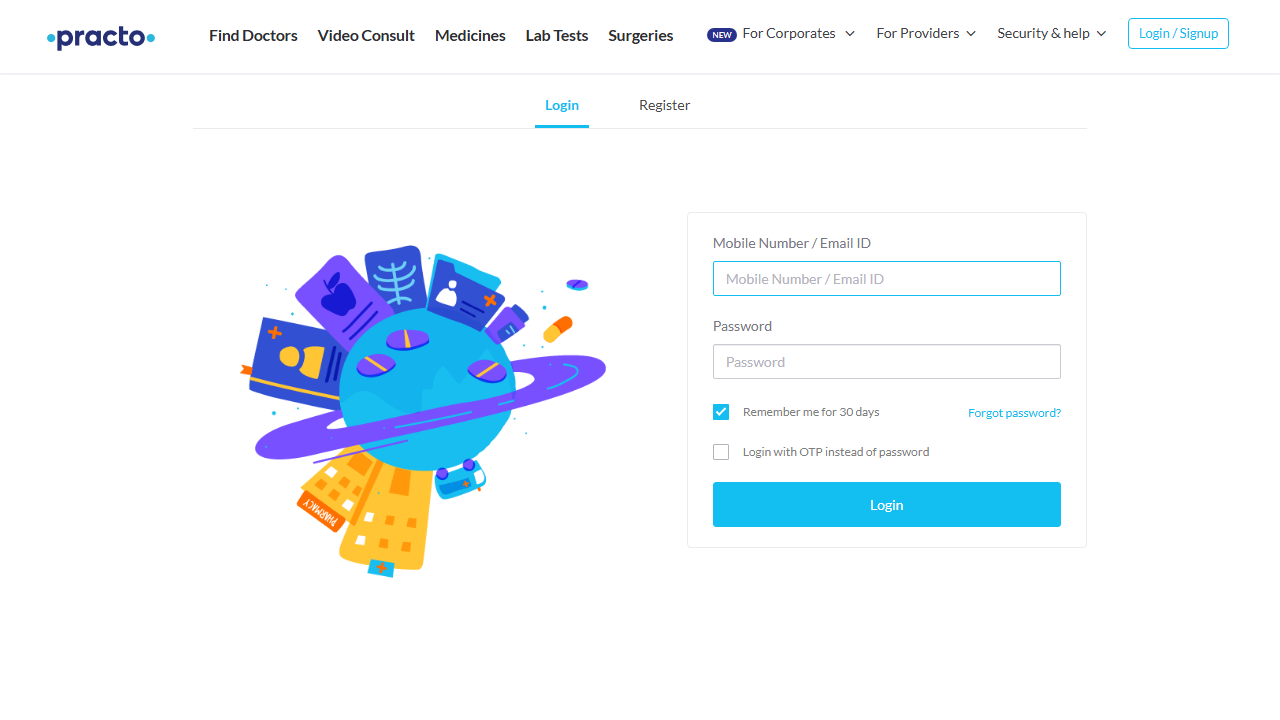 practo
Find Doctors Video Consult Medicines Lab Tests Surgeries NEW For Corporates For Providers Security & help Login / Signup
Login Register
Mobile Number / Email ID
Mobile Number / Email ID
Password
Password
Remember me for 30 days Forgot password?
Login with OTP instead of password
Login
PHARMACY